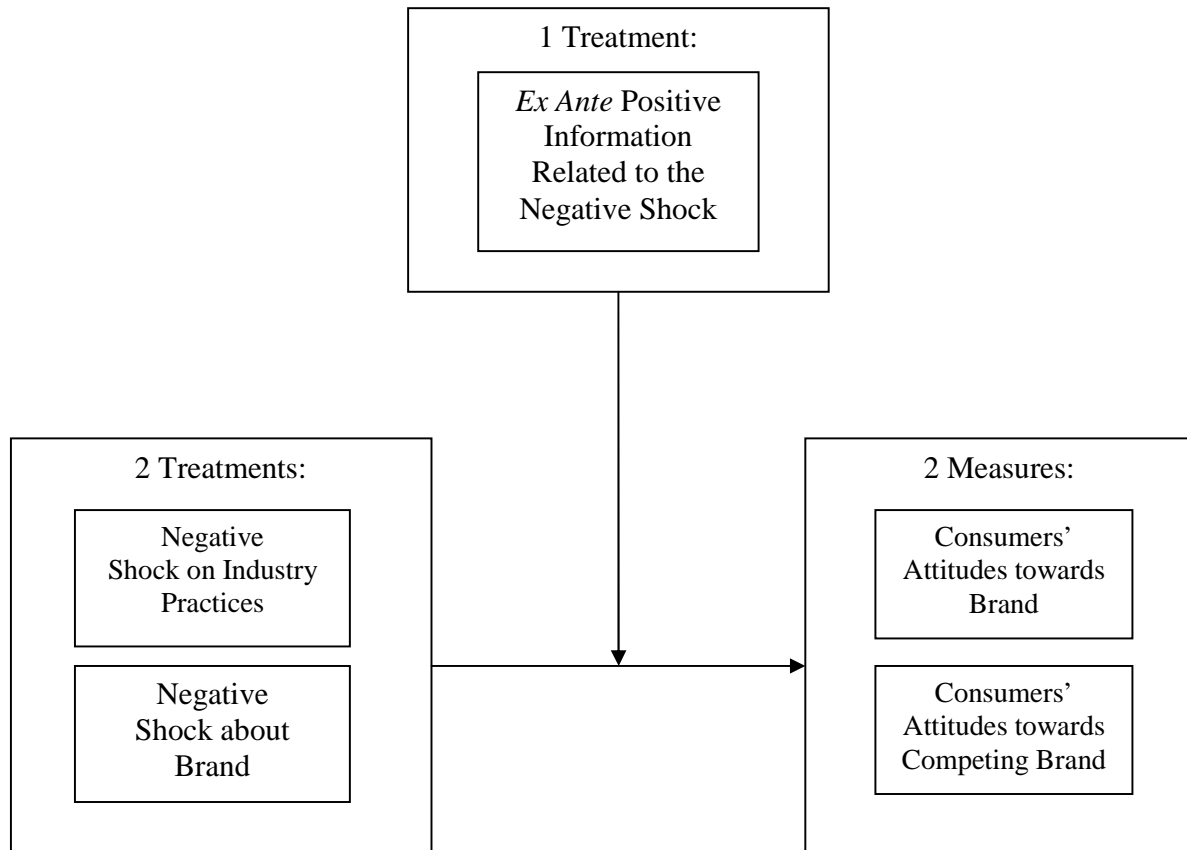 1 Treatment:
Ex Ante Positive
Information
Related to the
Negative Shock
2 Treatments:
Negative
Shock on Industry
Practices
Negative
Shock about
Brand
2 Measures:
Consumers’
Attitudes towards
Brand
Consumers’
Attitudes towards
Competing Brand